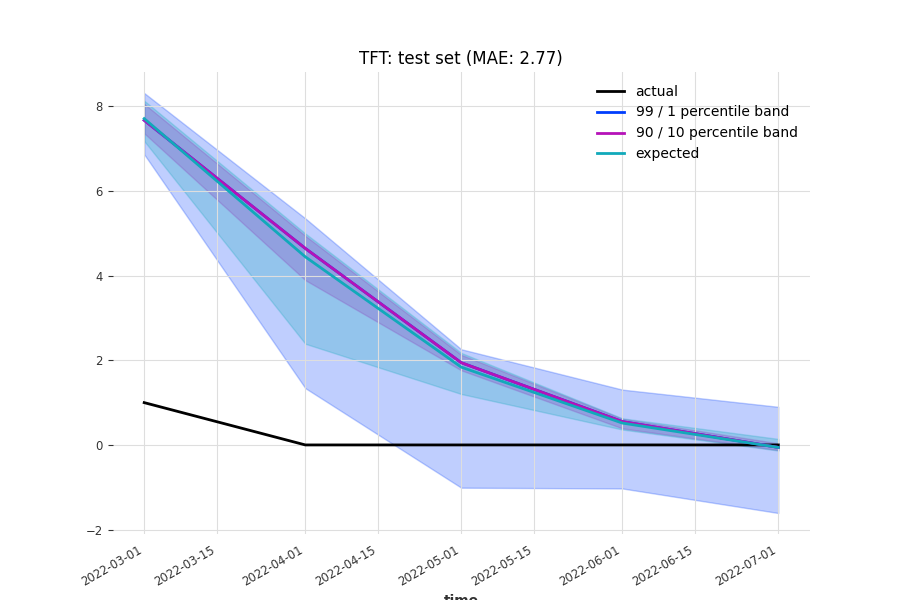 TFT: test set (MAE: 2.77)
actual
99 / 1 percentile band
90 / 10 percentile band
expected
8
6
4
2
0
−2
2022-03-01
2022-03-15
2022-04-01
2022-04-15
2022-05-01
2022-05-15
2022-06-01
2022-06-15
2022-07-01
time